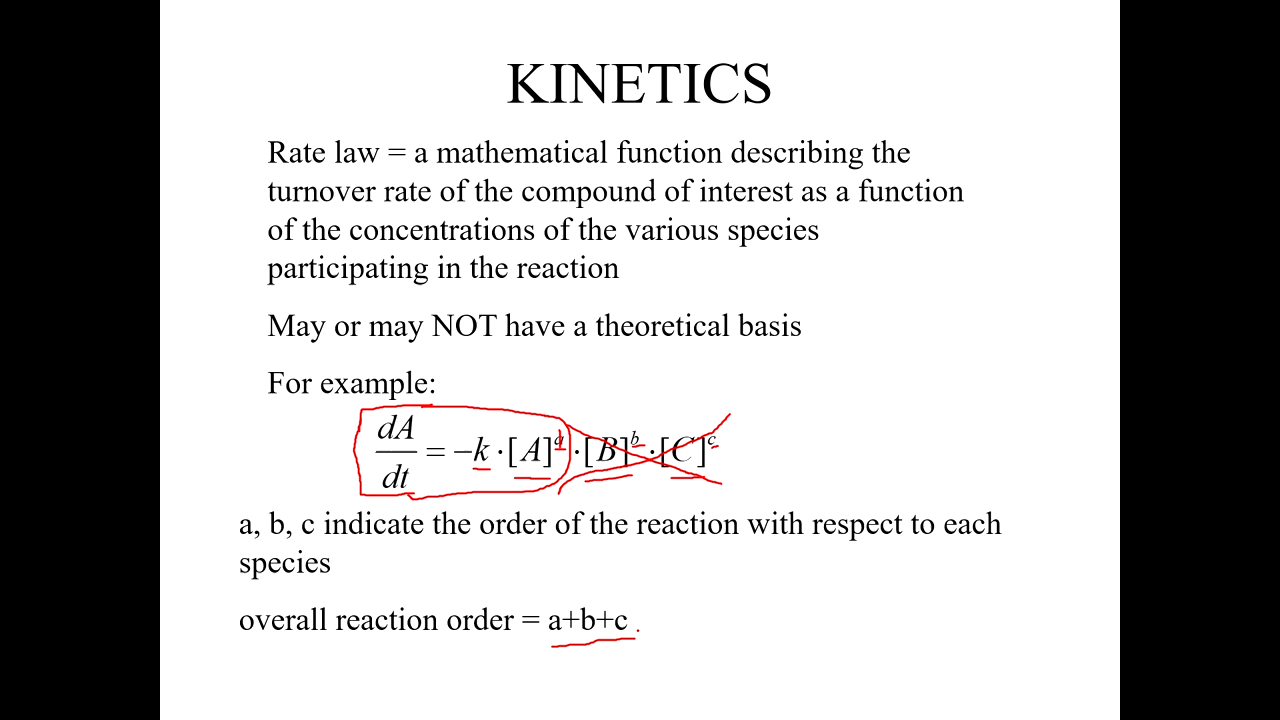 KINETICS
Rate law = a mathematical function describing the
turnover rate of the compound of interest as a function
of the concentrations of the various species
participating in the reaction
May or may NOT have a theoretical basis
For example:
dA/dt = −k·[A]^a·[B]^b·[C]^c
a, b, c indicate the order of the reaction with respect to each
species
overall reaction order = a+b+c